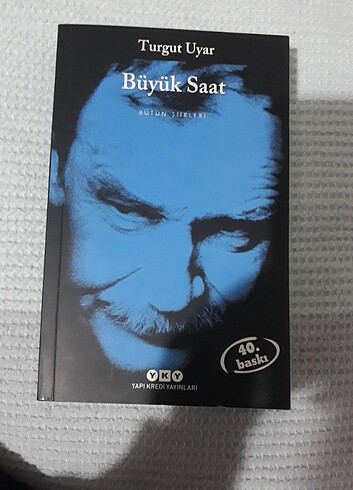 Turgut Uyar
Büyük Saat
BÜTÜN ŞİİRLERİ
40.
baskı
YKY
YAPI KREDİ YAYINLARI